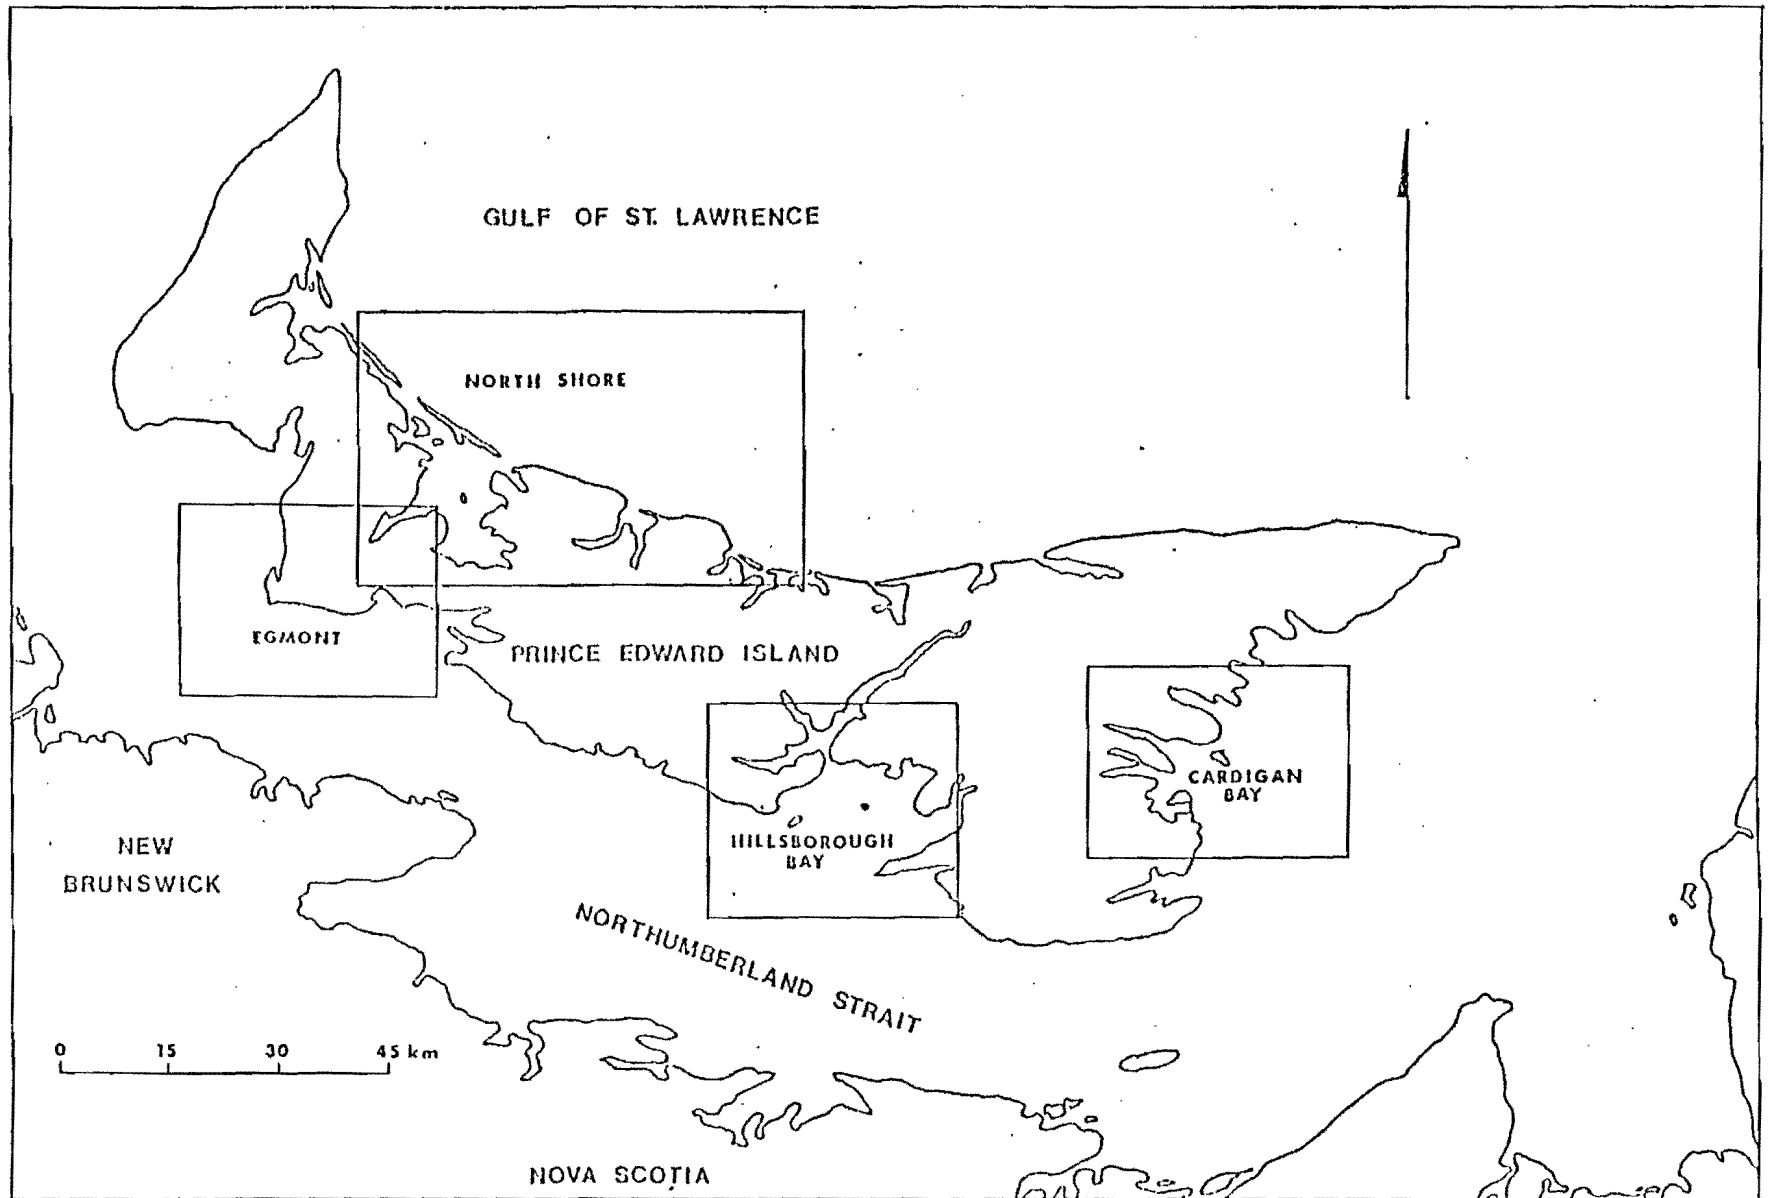 GULF OF ST. LAWRENCE
NORTH SHORE
EGMONT
PRINCE EDWARD ISLAND
CARDIGAN
BAY
HILLSBOROUGH
BAY
NEW
BRUNSWICK
NORTHUMBERLAND STRAIT
0 15 30 45 km
NOVA SCOTIA